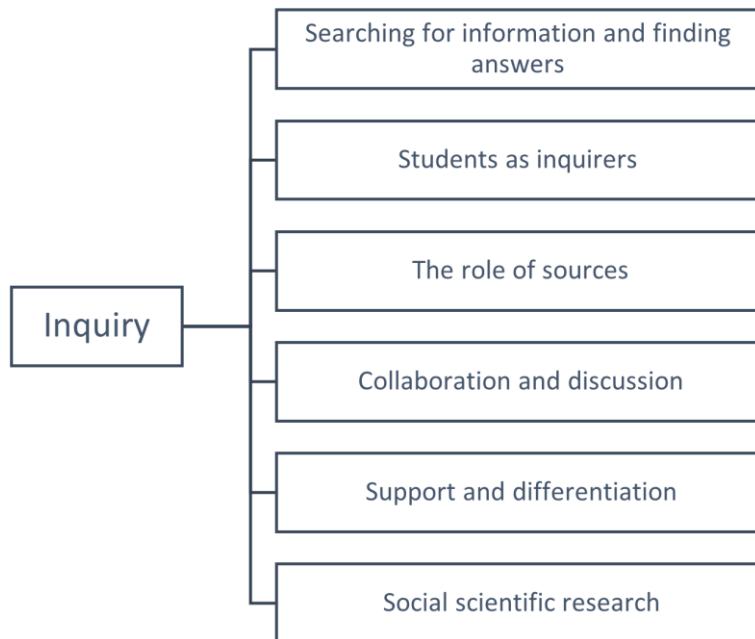 Searching for information and finding
answers
Students as inquirers
The role of sources
Inquiry
Collaboration and discussion
Support and differentiation
Social scientific research